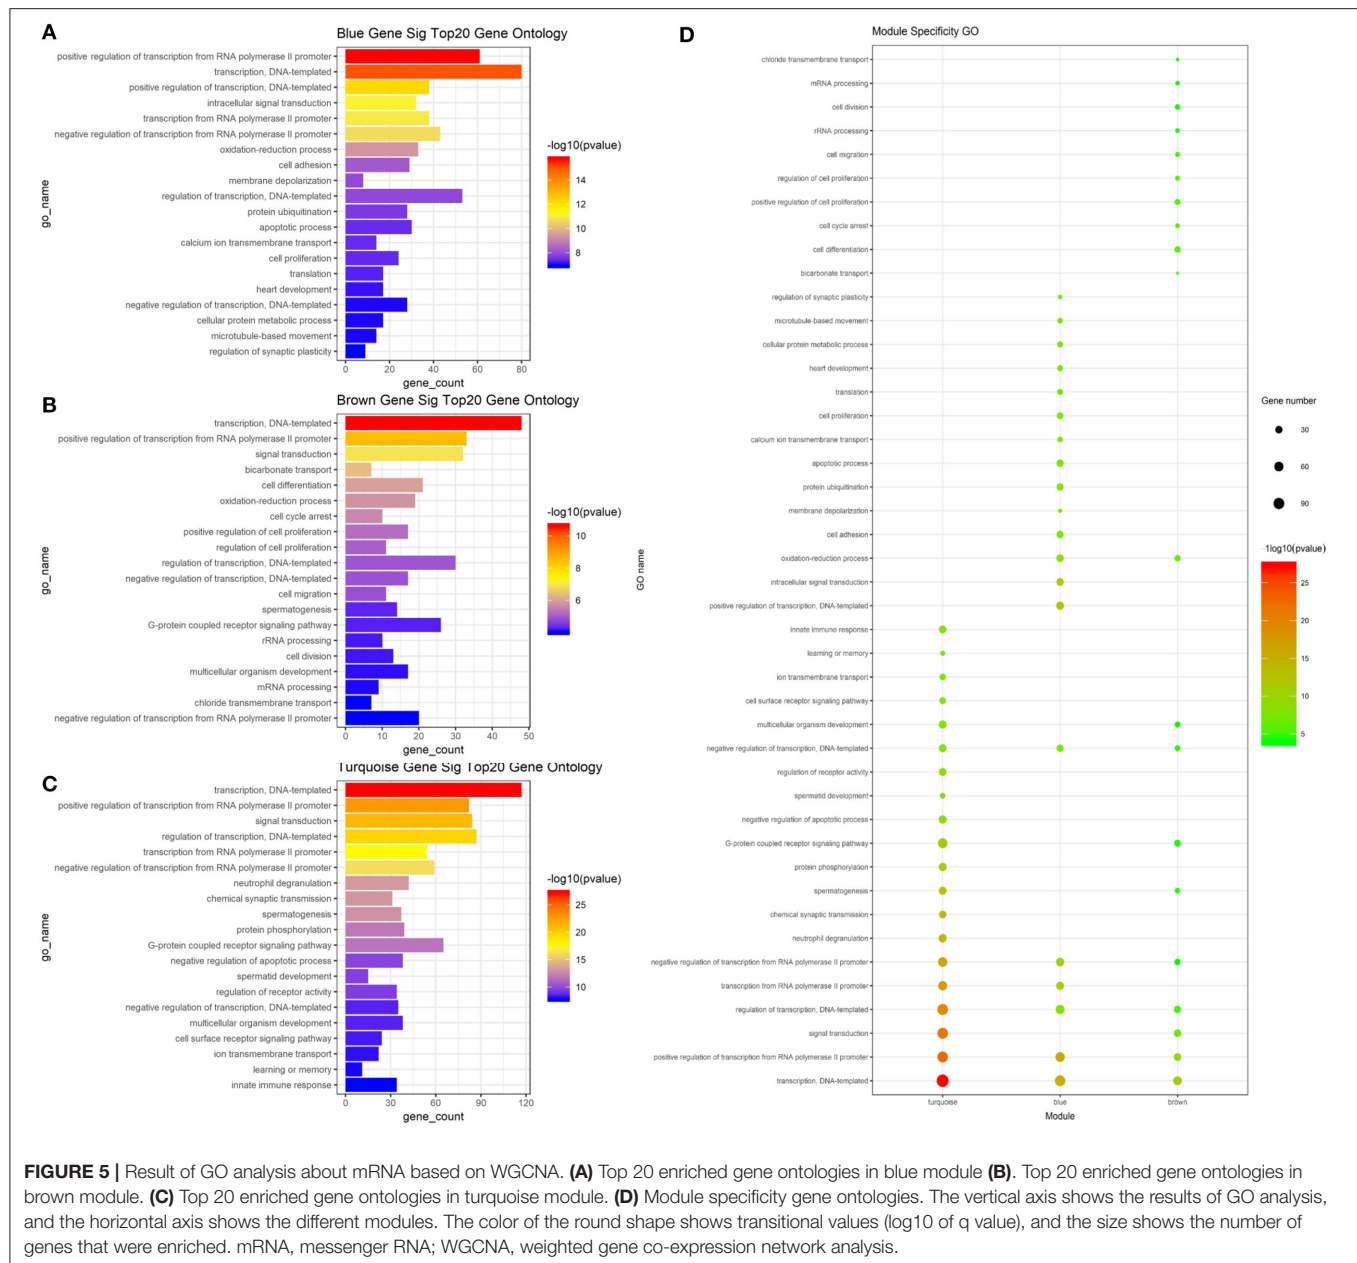 A
Blue Gene Sig Top20 Gene Ontology
positive regulation of transcription from RNA polymerase II promoter
transcription, DNA-templated
positive regulation of transcription, DNA-templated
intracellular signal transduction
transcription from RNA polymerase II promoter
negative regulation of transcription from RNA polymerase II promoter
oxidation-reduction process
cell adhesion
membrane depolarization
regulation of transcription, DNA-templated
protein ubiquitination
apoptotic process
calcium ion transmembrane transport
cell proliferation
translation
heart development
negative regulation of transcription, DNA-templated
cellular protein metabolic process
microtubule-based movement
regulation of synaptic plasticity
go_name
0 20 40 60 80
gene_count
-log10(pvalue)
14
12
10
8
B
Brown Gene Sig Top20 Gene Ontology
transcription, DNA-templated
positive regulation of transcription from RNA polymerase II promoter
signal transduction
bicarbonate transport
cell differentiation
oxidation-reduction process
cell cycle arrest
positive regulation of cell proliferation
regulation of cell proliferation
regulation of transcription, DNA-templated
negative regulation of transcription, DNA-templated
cell migration
spermatogenesis
G-protein coupled receptor signaling pathway
rRNA processing
cell division
multicellular organism development
mRNA processing
chloride transmembrane transport
negative regulation of transcription from RNA polymerase II promoter
go_name
0 10 20 30 40 50
gene_count
-log10(pvalue)
10
8
6
C
Turquoise Gene Sig Top20 Gene Ontology
transcription, DNA-templated
positive regulation of transcription from RNA polymerase II promoter
signal transduction
regulation of transcription, DNA-templated
transcription from RNA polymerase II promoter
negative regulation of transcription from RNA polymerase II promoter
neutrophil degranulation
chemical synaptic transmission
spermatogenesis
protein phosphorylation
G-protein coupled receptor signaling pathway
negative regulation of apoptotic process
spermatid development
regulation of receptor activity
negative regulation of transcription, DNA-templated
multicellular organism development
cell surface receptor signaling pathway
ion transmembrane transport
learning or memory
innate immune response
go_name
0 30 60 90 120
gene_count
-log10(pvalue)
25
20
15
10
D
Module Specificity GO
chloride transmembrane transport
mRNA processing
cell division
rRNA processing
cell migration
regulation of cell proliferation
positive regulation of cell proliferation
cell cycle arrest
cell differentiation
bicarbonate transport
regulation of synaptic plasticity
microtubule-based movement
cellular protein metabolic process
heart development
translation
cell proliferation
calcium ion transmembrane transport
apoptotic process
protein ubiquitination
membrane depolarization
cell adhesion
oxidation-reduction process
intracellular signal transduction
positive regulation of transcription, DNA-templated
innate immune response
learning or memory
ion transmembrane transport
cell surface receptor signaling pathway
multicellular organism development
negative regulation of transcription, DNA-templated
regulation of receptor activity
spermatid development
negative regulation of apoptotic process
G-protein coupled receptor signaling pathway
protein phosphorylation
spermatogenesis
chemical synaptic transmission
neutrophil degranulation
negative regulation of transcription from RNA polymerase II promoter
transcription from RNA polymerase II promoter
regulation of transcription, DNA-templated
signal transduction
positive regulation of transcription from RNA polymerase II promoter
transcription, DNA-templated
GO name
turquoise blue brown
Module
Gene number
30
60
90
-1log10(pvalue)
25
20
15
10
5
FIGURE 5 | Result of GO analysis about mRNA based on WGCNA. (A) Top 20 enriched gene ontologies in blue module (B). Top 20 enriched gene ontologies in
brown module. (C) Top 20 enriched gene ontologies in turquoise module. (D) Module specificity gene ontologies. The vertical axis shows the results of GO analysis,
and the horizontal axis shows the different modules. The color of the round shape shows transitional values (log10 of q value), and the size shows the number of
genes that were enriched. mRNA, messenger RNA; WGCNA, weighted gene co-expression network analysis.